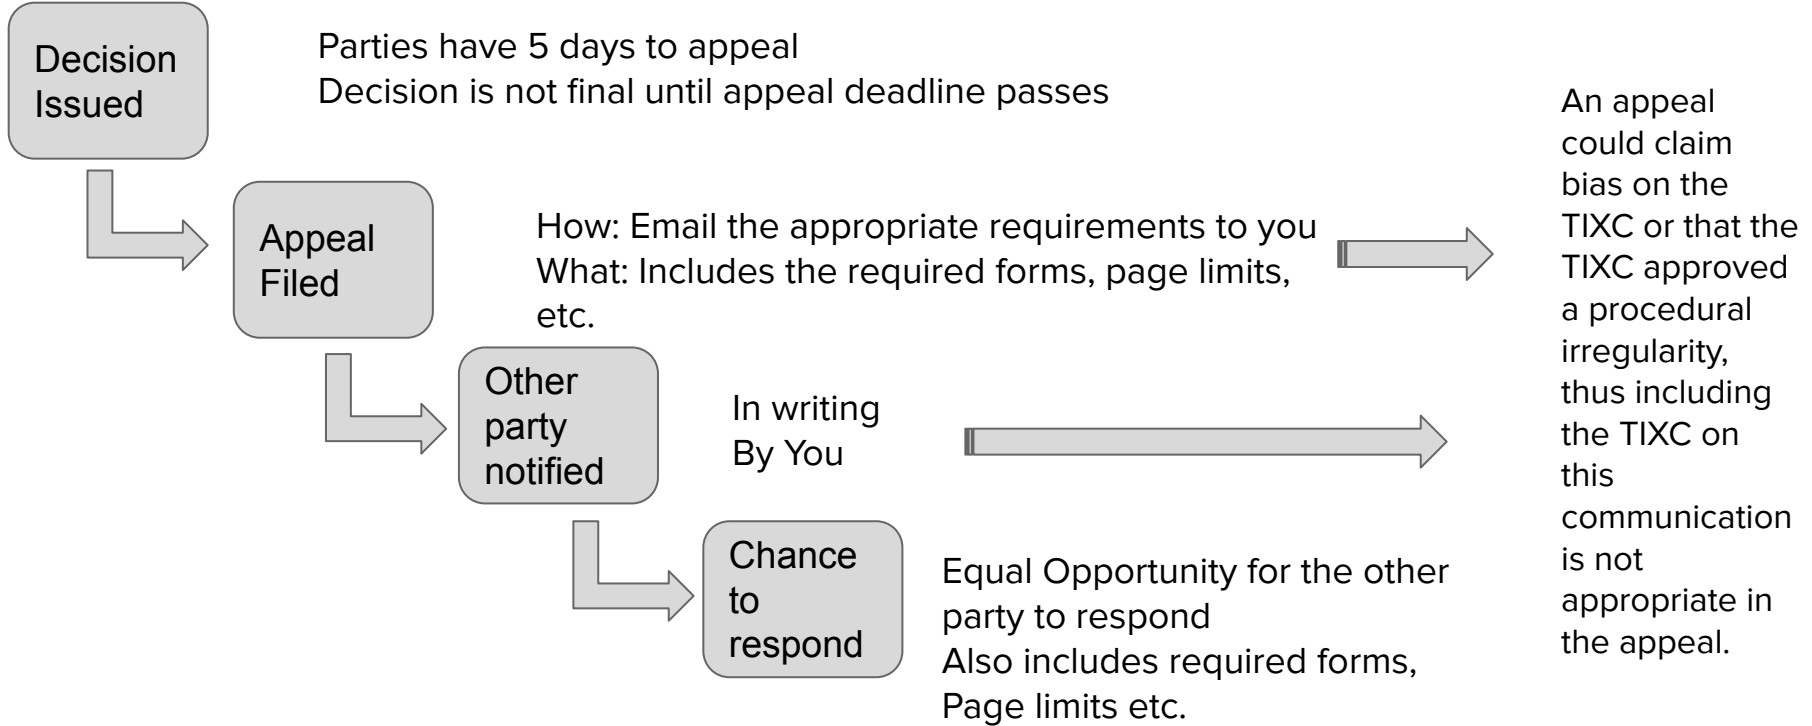 Decision
Issued
Parties have 5 days to appeal
Decision is not final until appeal deadline passes
Appeal
Filed
How: Email the appropriate requirements to you
What: Includes the required forms, page limits,
etc.
Other
party
notified
In writing
By You
Chance
to
respond
Equal Opportunity for the other
party to respond
Also includes required forms,
Page limits etc.
An appeal
could claim
bias on the
TIXC or that the
TIXC approved
a procedural
irregularity,
thus including
the TIXC on
this
communication
is not
appropriate in
the appeal.